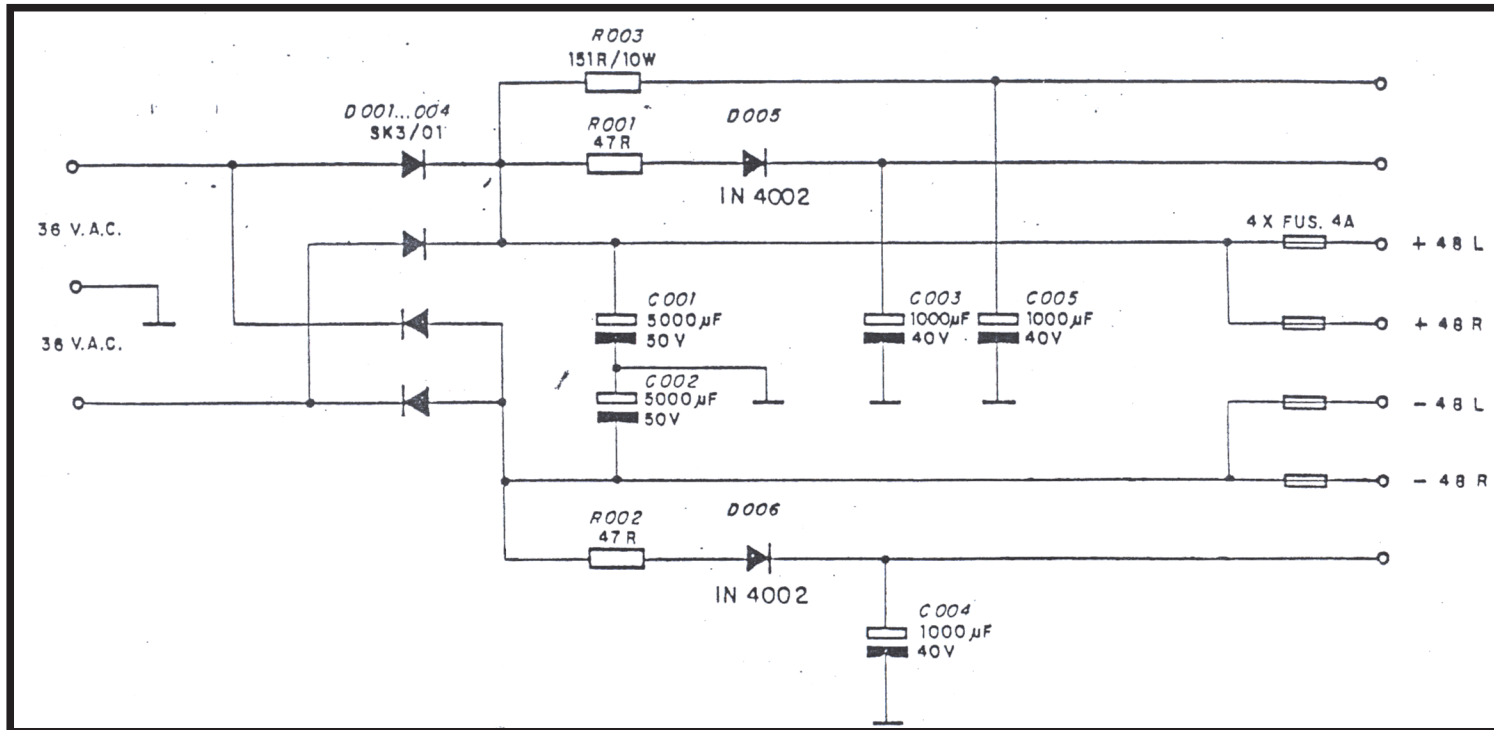 R003
151R/10W
D001...004
SK3/01
R001
47R
D005
IN 4002
36 V.A.C.
4 X FUS. 4A
+ 48 L
C001
5000µF
50V
C003
1000µF
40V
C005
1000µF
40V
+ 48 R
36 V.A.C.
C002
5000µF
50V
- 48 L
- 48 R
R002
47R
D006
IN 4002
C004
1000µF
40V